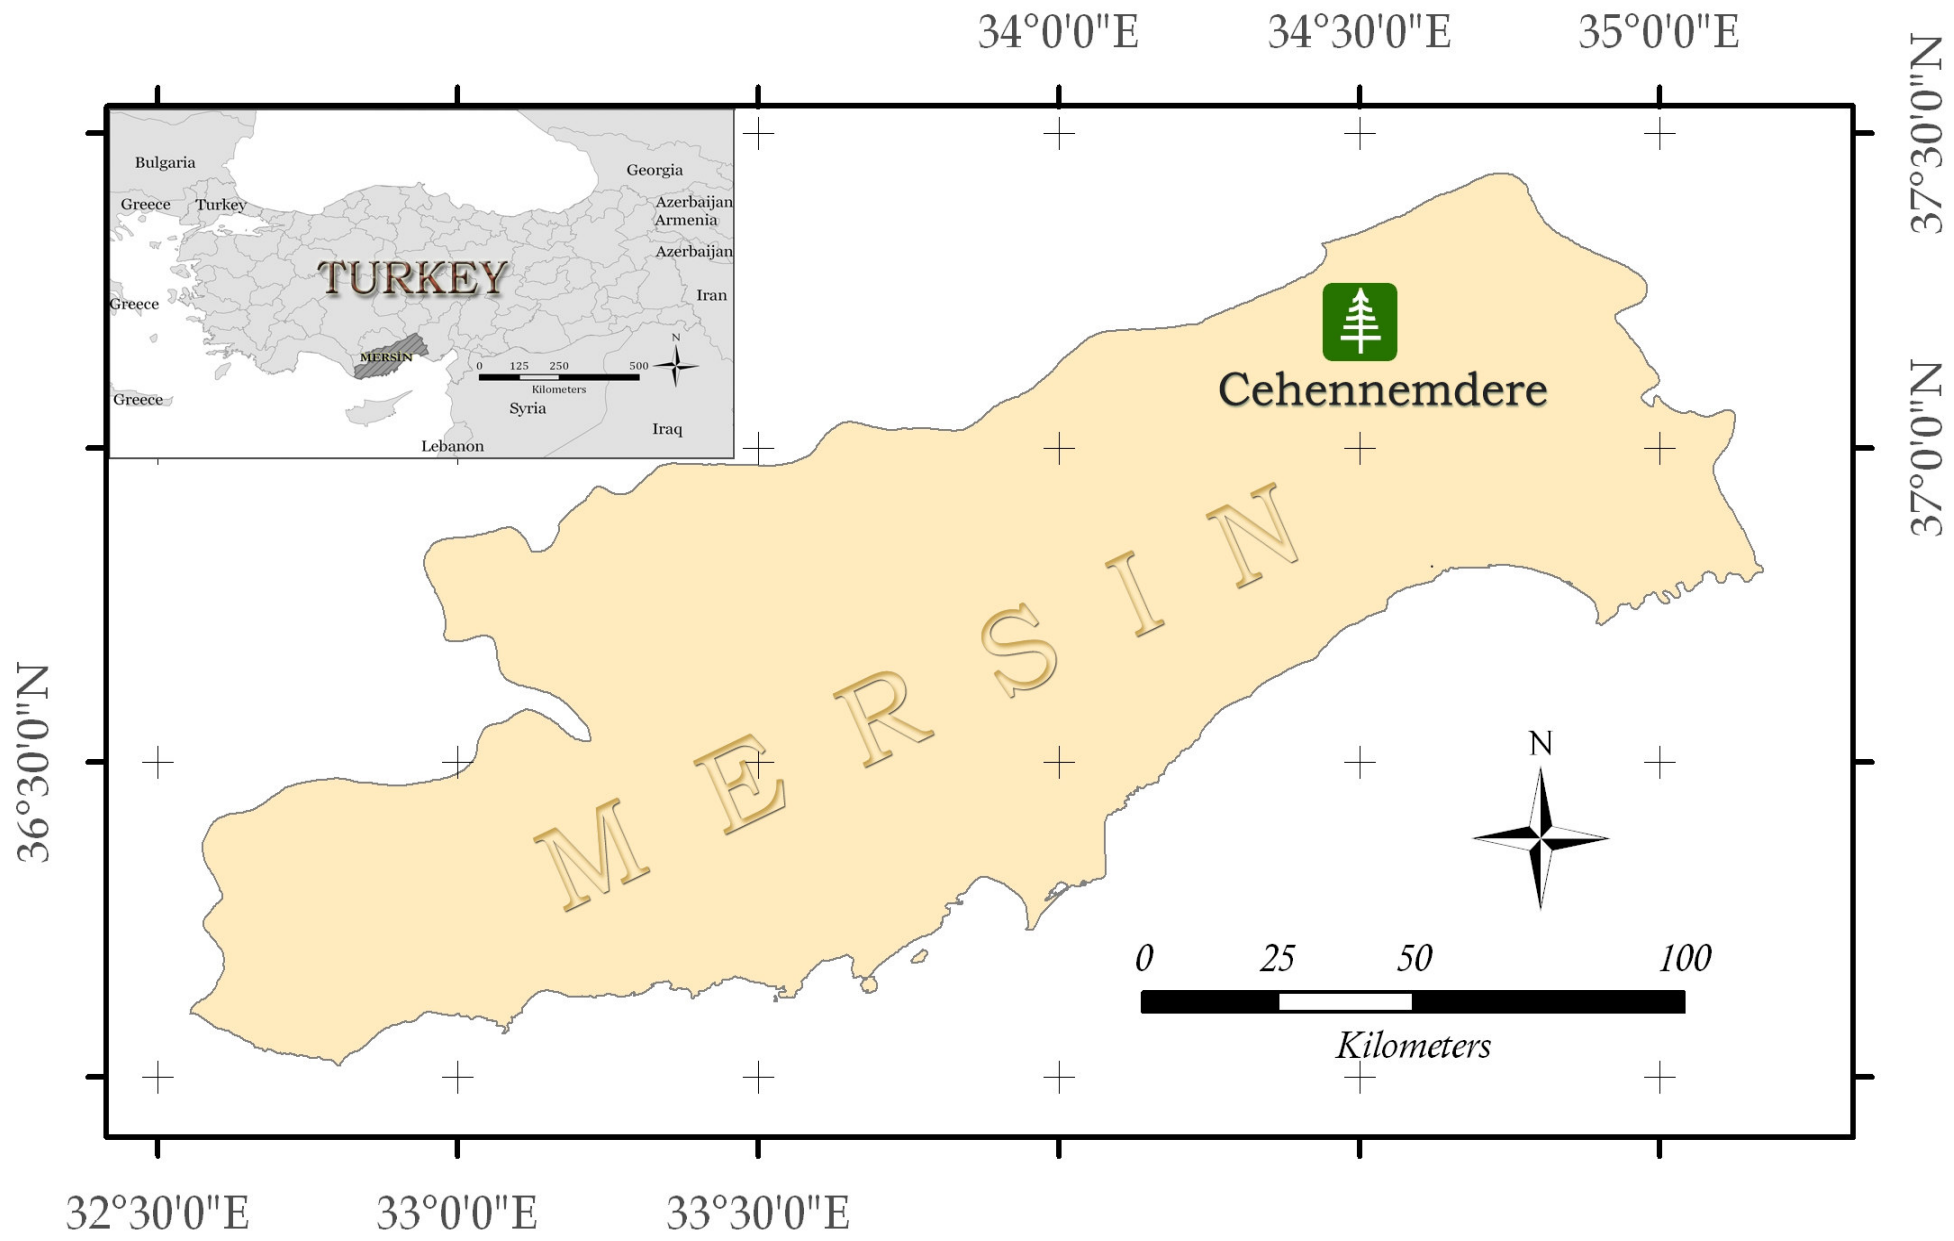 34°0'0"E 34°30'0"E 35°0'0"E
37°30'0"N
Bulgaria
Georgia
Greece Turkey Azerbaijan
Armenia
Azerbaijan
TURKEY
Iran
Greece
N
MERSİN
0 125 250 500
Kilometers
Greece
Syria
Iraq
Lebanon
Cehennemdere
37°0'0"N
MERSIN
36°30'0"N
N
0 25 50 100
Kilometers
32°30'0"E 33°0'0"E 33°30'0"E